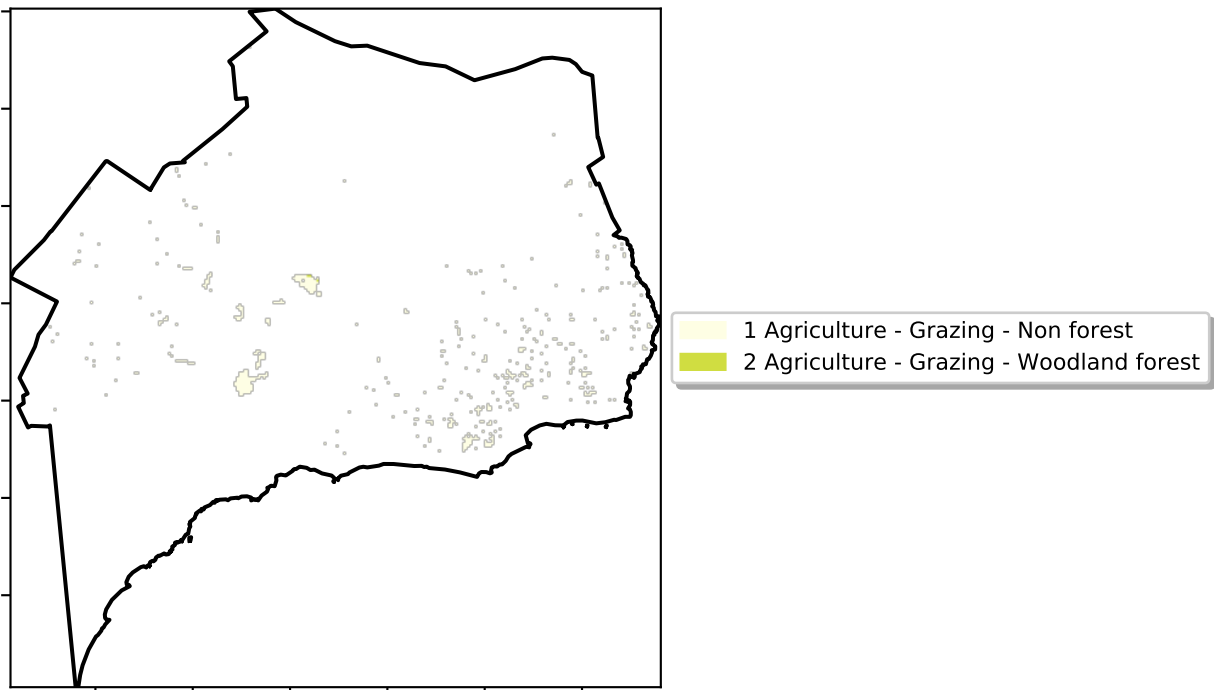 1 Agriculture - Grazing - Non forest
2 Agriculture - Grazing - Woodland forest